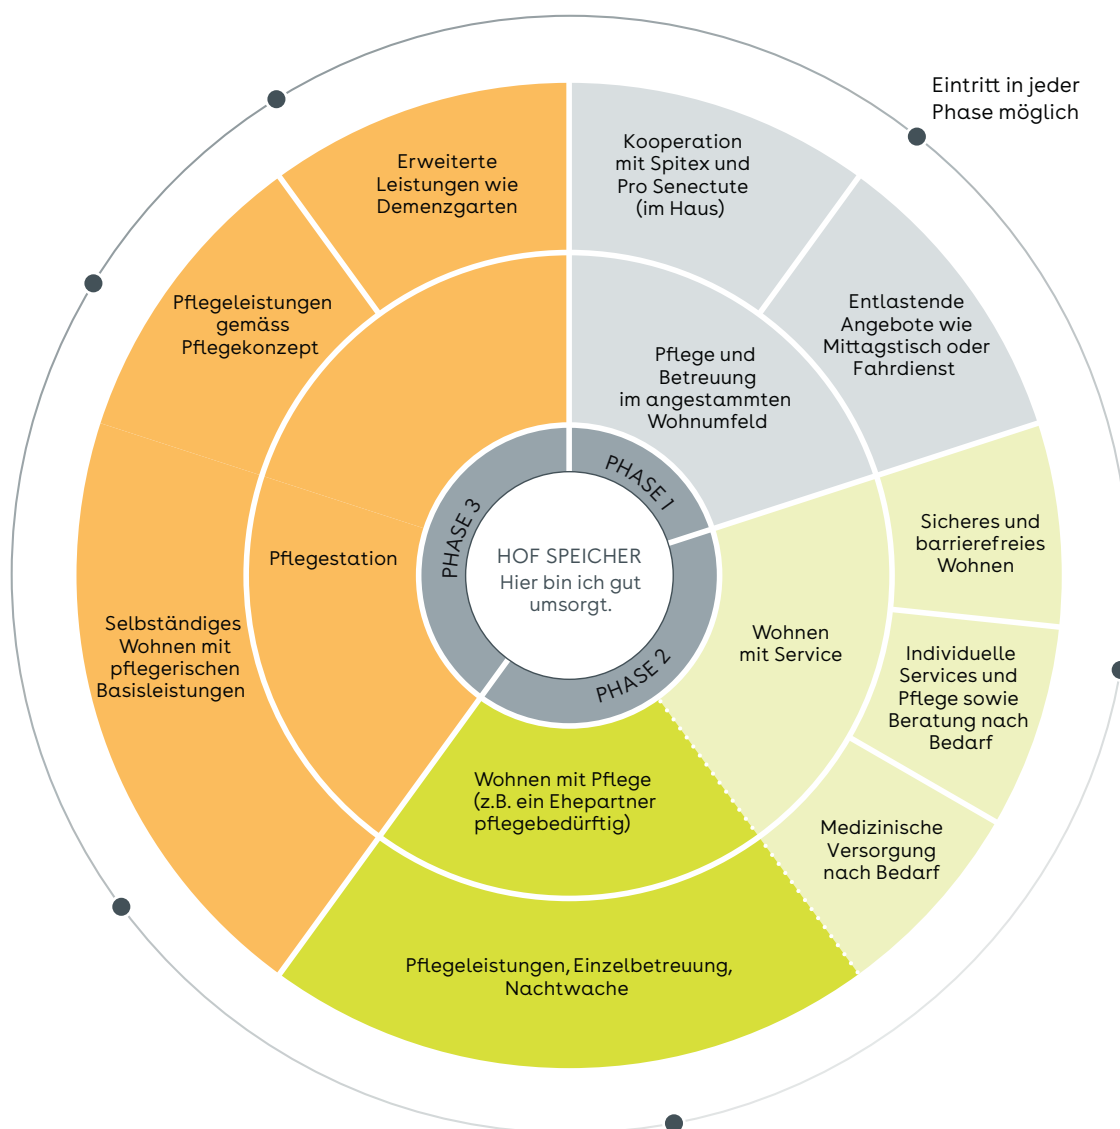 Eintritt in jeder
Phase möglich
Kooperation
mit Spitex und
Pro Senectute
(im Haus)
Entlastende
Angebote wie
Mittagstisch oder
Fahrdienst
Pflege und
Betreuung
im angestammten
Wohnumfeld
PHASE 1
Sicheres und
barrierefreies
Wohnen
Individuelle
Services und
Pflege sowie
Beratung nach
Bedarf
Medizinische
Versorgung
nach Bedarf
Wohnen
mit Service
PHASE 2
Wohnen mit Pflege
(z.B. ein Ehepartner
pflegebedürftig)
Pflegeleistungen, Einzelbetreuung,
Nachtwache
PHASE 3
Pflegestation
Selbständiges
Wohnen mit
pflegerischen
Basisleistungen
Pflegeleistungen
gemäss
Pflegekonzept
Erweiterte
Leistungen wie
Demenzgarten
HOF SPEICHER
Hier bin ich gut
umsorgt.